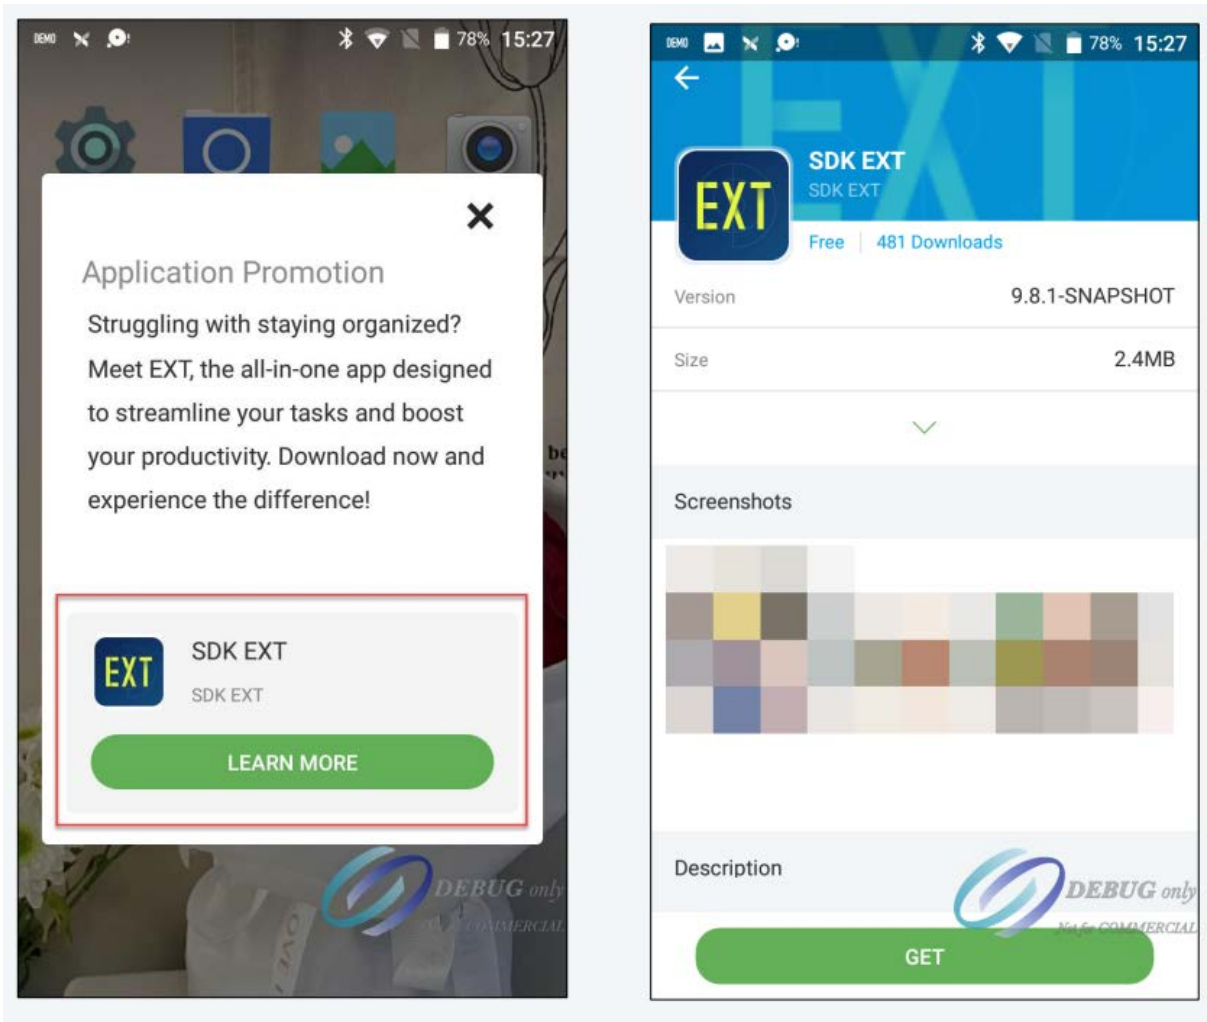 DEMO
78% 15:27
Application Promotion
Struggling with staying organized?
Meet EXT, the all-in-one app designed
to streamline your tasks and boost
your productivity. Download now and
experience the difference!
EXT
SDK EXT
SDK EXT
LEARN MORE
DEBUG only
COMMERCIAL
DEMO
78% 15:27
EXT
EXT
SDK EXT
SDK EXT
Free
481 Downloads
Version
9.8.1-SNAPSHOT
Size
2.4MB
Screenshots
Description
DEBUG only
Not for COMMERCIAL
GET